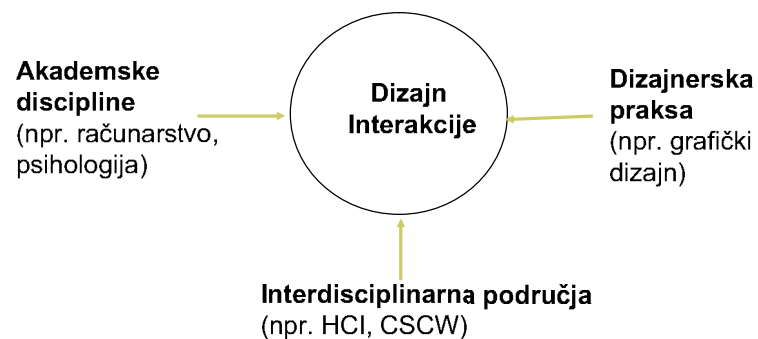 Akademske
discipline
(npr. računarstvo,
psihologija)
Dizajn
Interakcije
Dizajnerska
praksa
(npr. grafički
dizajn)
Interdisciplinarna područja
(npr. HCI, CSCW)